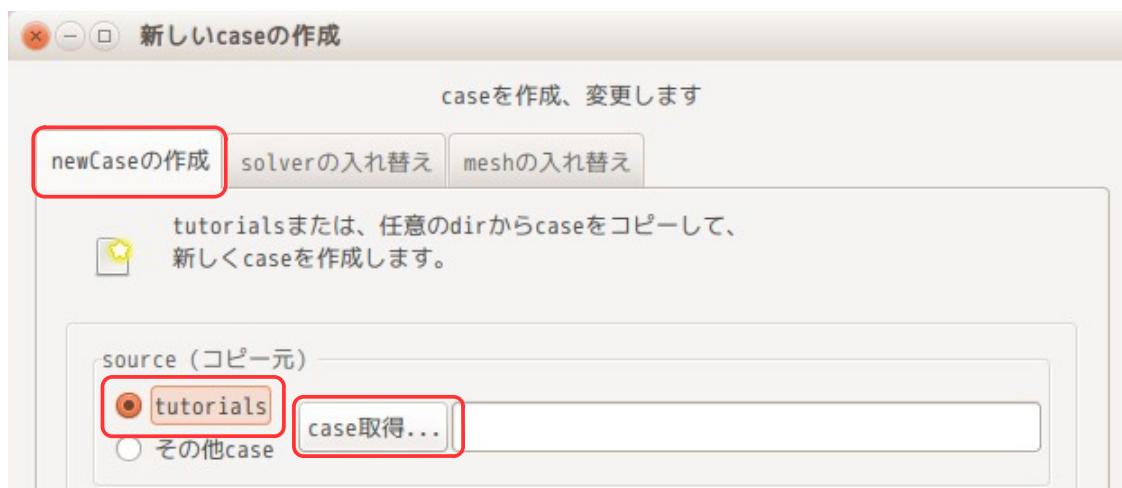 新しいcaseの作成
caseを作成、変更します
newCaseの作成 solverの入れ替え meshの入れ替え
tutorialsまたは、任意のdirからcaseをコピーして、
新しくcaseを作成します。
source (コピー元)
tutorials
case取得...
その他case